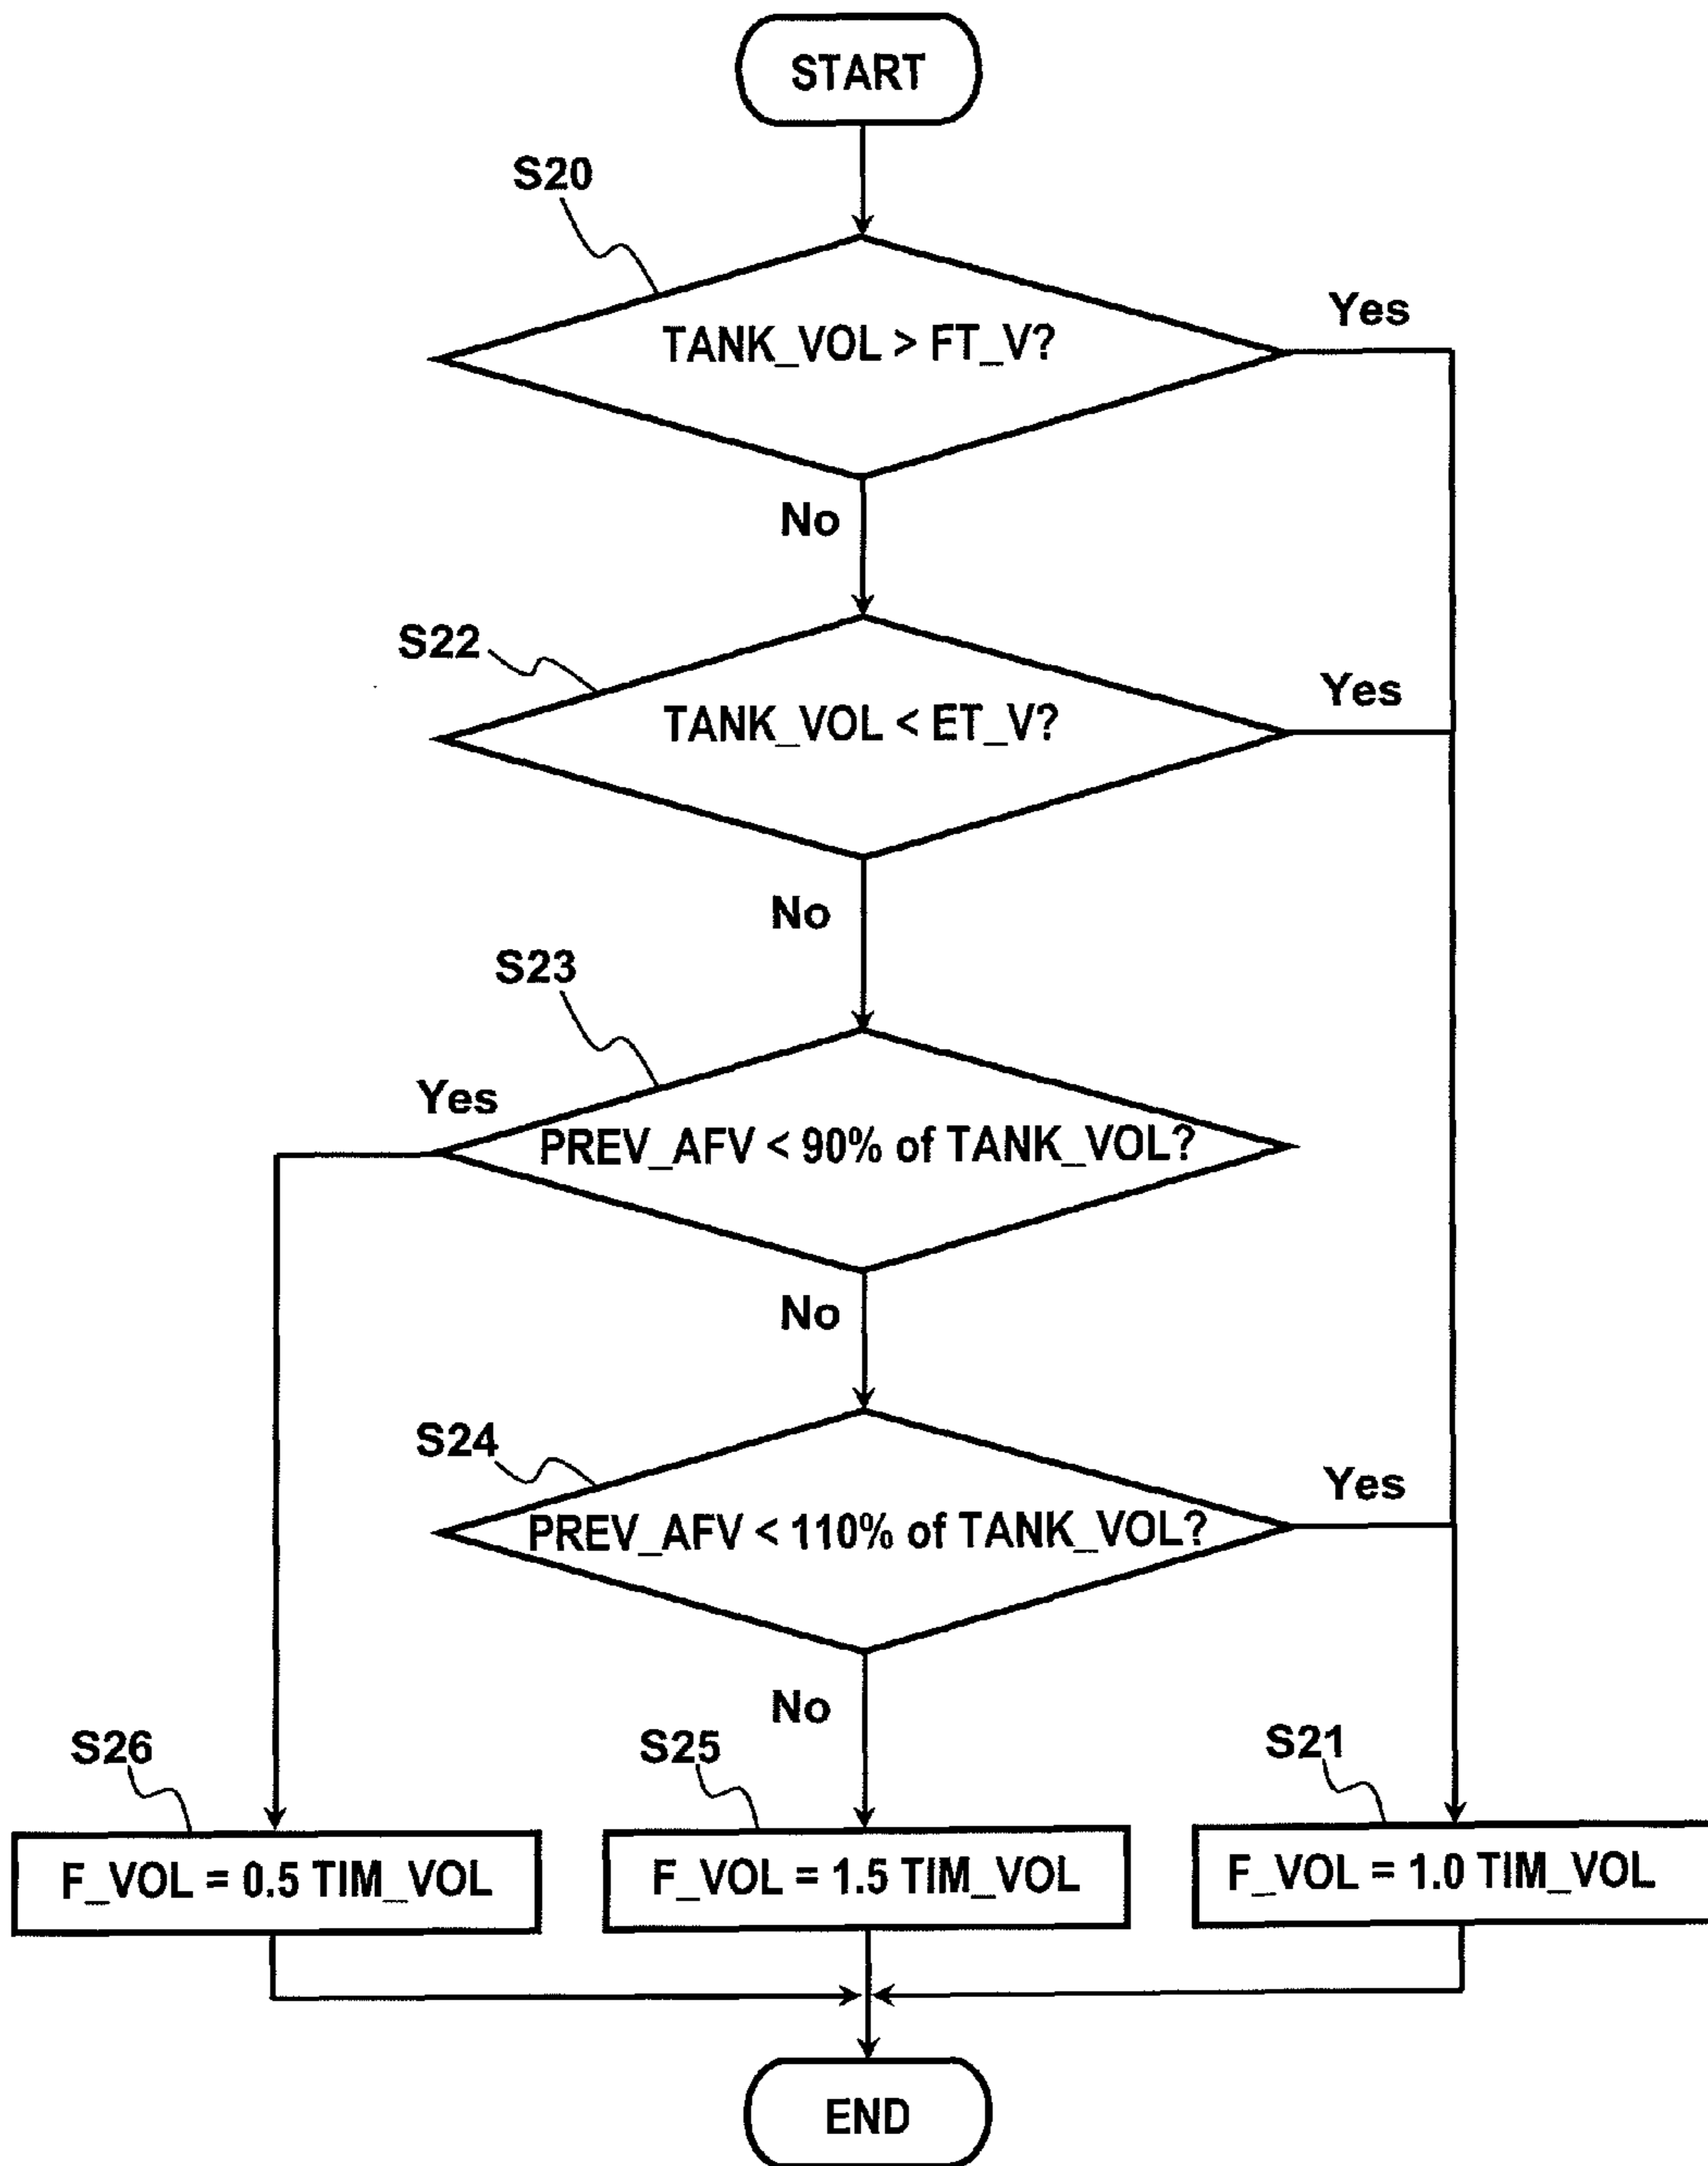 START
S20
TANK_VOL > FT_V?
Yes
No
S22
TANK_VOL < ET_V?
Yes
No
S23
Yes
PREV_AFV < 90% of TANK_VOL?
No
S24
PREV_AFV < 110% of TANK_VOL?
Yes
No
S26
S25
S21
F_VOL = 0.5 TIM_VOL
F_VOL = 1.5 TIM_VOL
F_VOL = 1.0 TIM_VOL
END